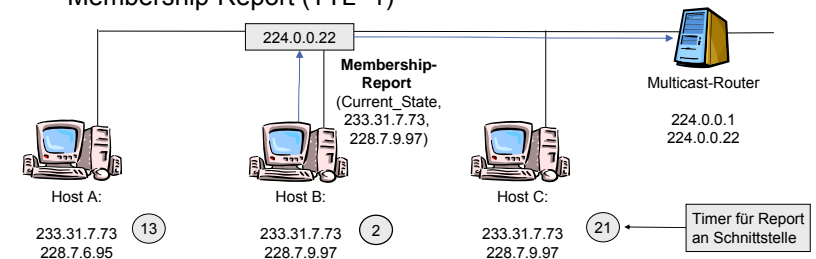 Membership-Report (TTL=1)
224.0.0.22
Membership-
Report
(Current_State,
233.31.7.73,
228.7.9.97)
Multicast-Router
224.0.0.1
224.0.0.22
Host A:
233.31.7.73
228.7.6.95
13
Host B:
233.31.7.73
228.7.9.97
2
Host C:
233.31.7.73
228.7.9.97
21
Timer für Report
an Schnittstelle